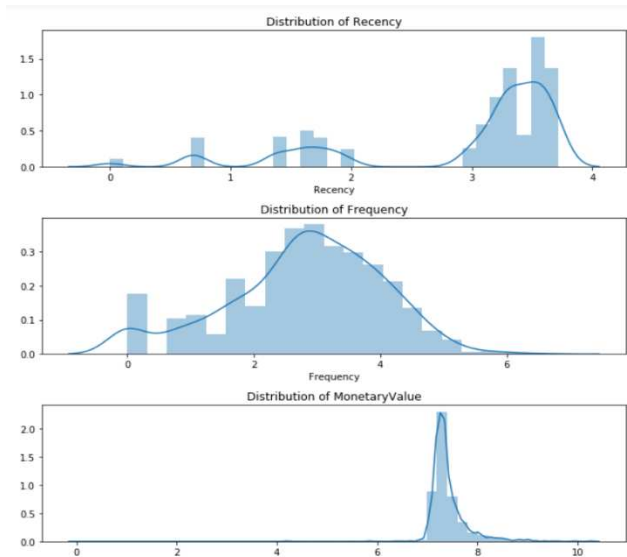 Distribution of Recency
1.5
1.0
0.5
0.0
0 1 2 3 4
Recency
Distribution of Frequency
0.3
0.2
0.1
0.0
0 2 4 6
Frequency
Distribution of MonetaryValue
2.0
1.5
1.0
0.5
0.0
0 2 4 6 8 10